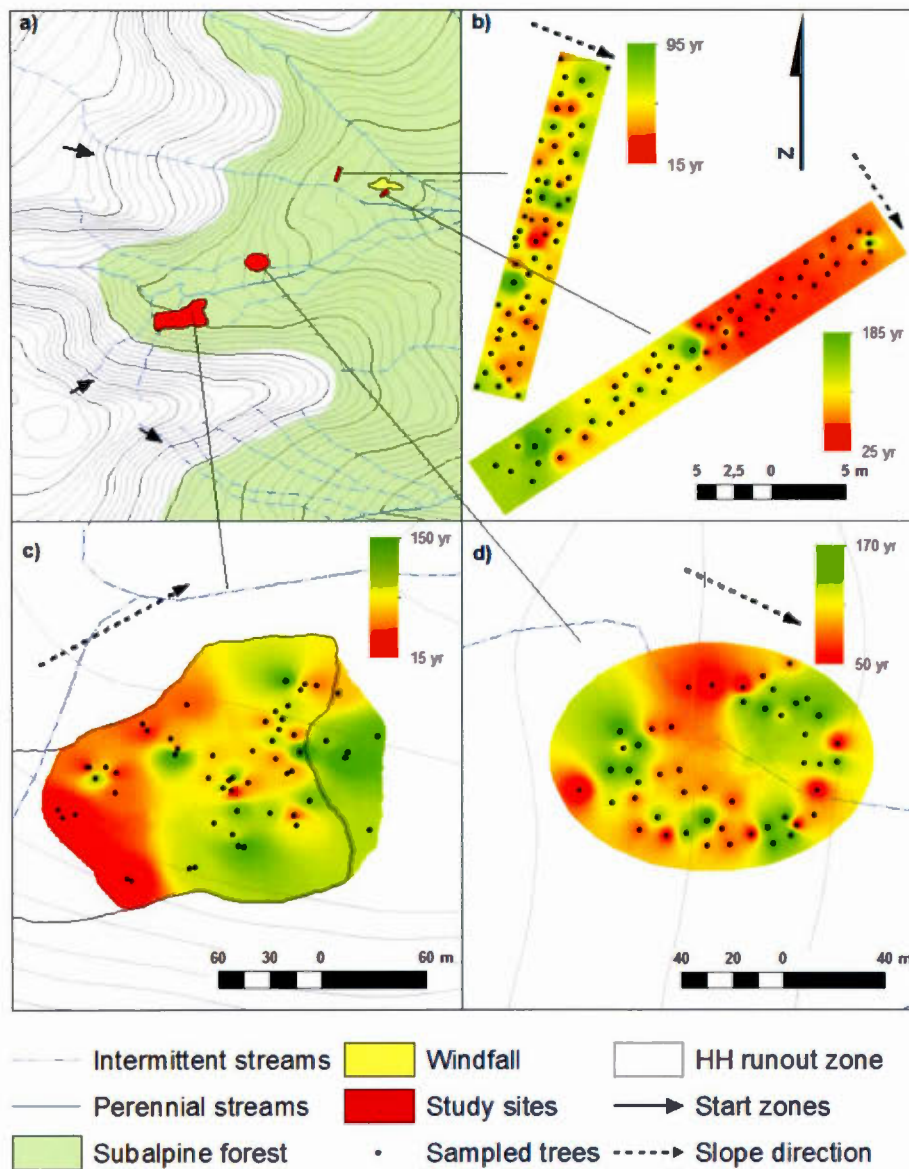 a)
b)
95 yr
15 yr
N
185 yr
25 yr
5 2,5 0 5 m
c)
150 yr
15 yr
60 30 0 60 m
d)
170 yr
50 yr
40 20 0 40 m
Intermittent streams
Windfall
HH runout zone
Perennial streams
Study sites
Start zones
Subalpine forest
Sampled trees
Slope direction